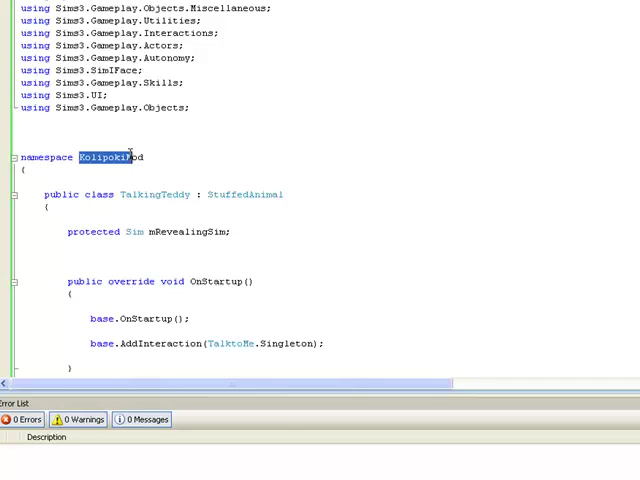 using Sims3.Gameplay.Objects.Miscellaneous;
using Sims3.Gameplay.Utilities;
using Sims3.Gameplay.Interactions;
using Sims3.Gameplay.Actors;
using Sims3.Gameplay.Autonomy;
using Sims3.SimIFace;
using Sims3.Gameplay.Skills;
using Sims3.UI;
using Sims3.Gameplay.Objects;
namespace KolipokiMod
{
public class TalkingTeddy : StuffedAnimal
{
protected Sim mRevealingSim;
public override void OnStartup()
{
base.OnStartup();
base.AddInteraction(TalktoMe.Singleton);
}
Error List
0 Errors
0 Warnings
0 Messages
Description